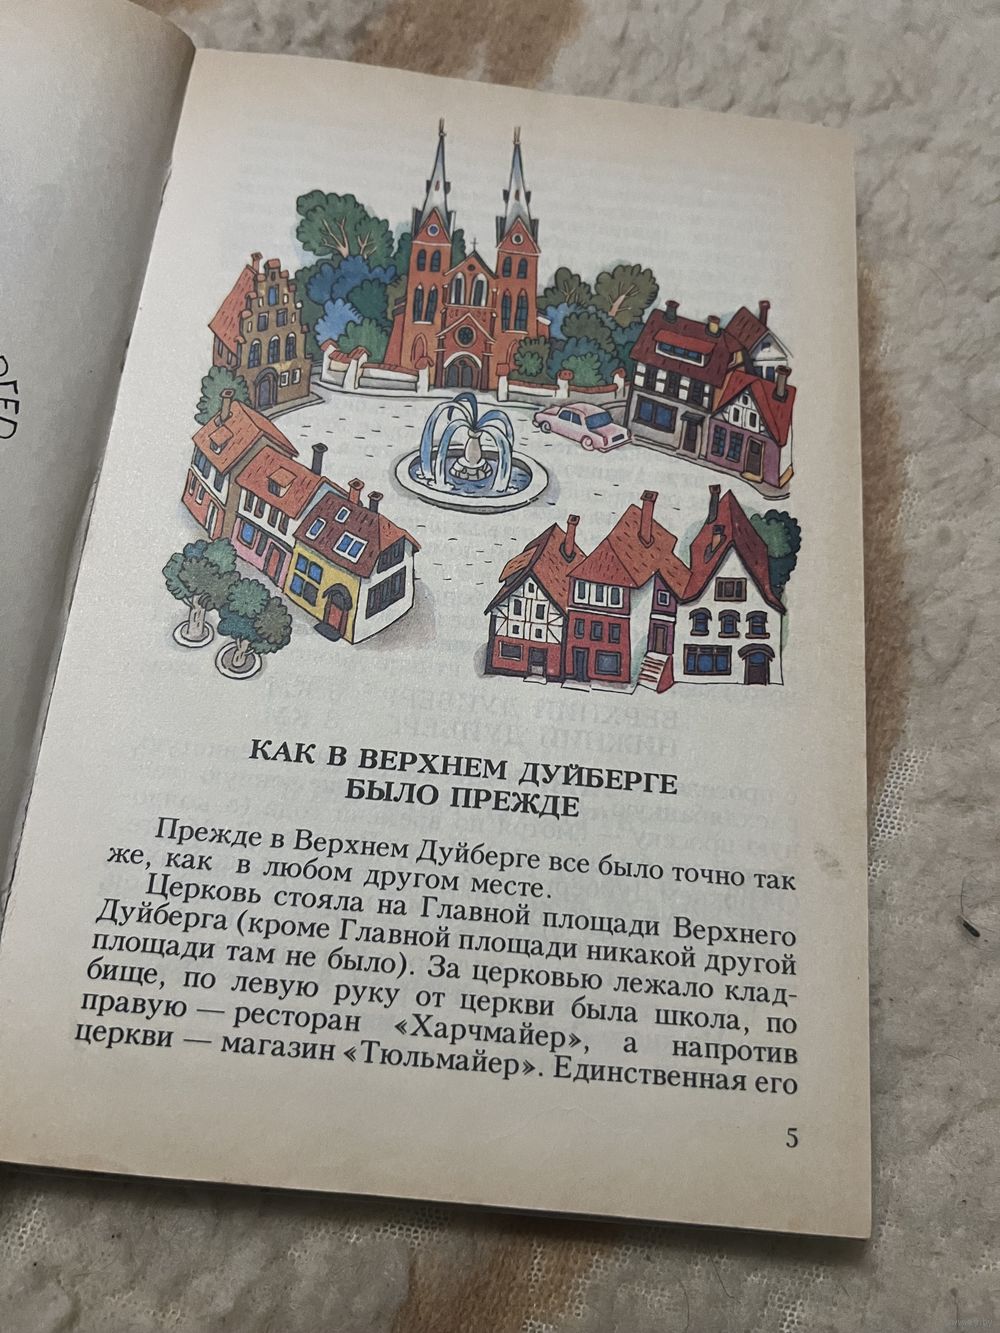 КАК В ВЕРХНЕМ ДУЙБЕРГЕ
БЫЛО ПРЕЖДЕ
Прежде в Верхнем Дуйберге все было точно так
же, как в любом другом месте.
Церковь стояла на Главной площади Верхнего
Дуйберга (кроме Главной площади никакой другой
площади там не было). За церковью лежало клад-
бище, по левую руку от церкви была школа, по
правую — ресторан «Харчмайер», а напротив
церкви — магазин «Тюльмайер». Единственная его
5